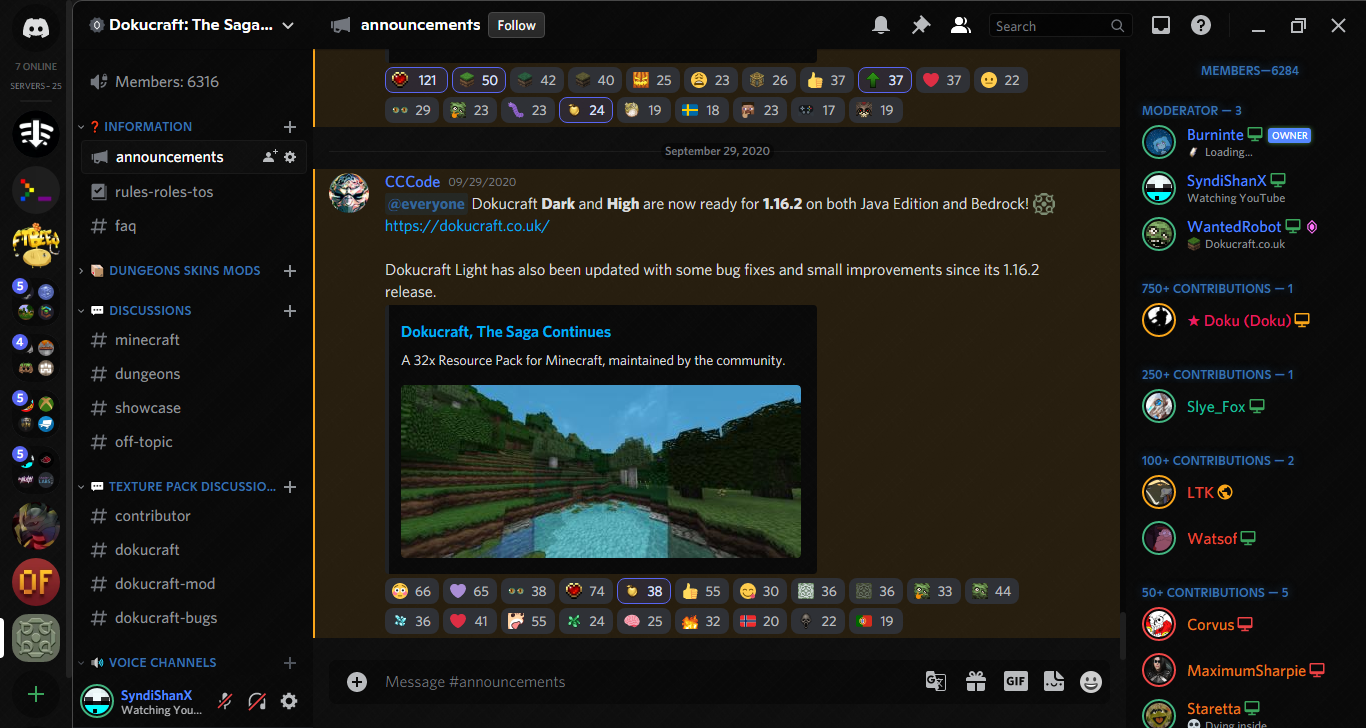 7 ONLINE
SERVERS - 25
5
4
5
5
OF
Dokucraft: The Saga...
Members: 6316
INFORMATION
announcements
rules-roles-tos
faq
DUNGEONS SKINS MODS
DISCUSSIONS
minecraft
dungeons
showcase
off-topic
TEXTURE PACK DISCUSSIO...
contributor
dokucraft
dokucraft-mod
dokucraft-bugs
VOICE CHANNELS
SyndiShanX
Watching You...
announcements
Follow
Search
121 50 42 40 25 23 26 37 37 37 22
29 23 23 24 19 18 23 17 19
September 29, 2020
CCCode 09/29/2020
@everyone Dokucraft Dark and High are now ready for 1.16.2 on both Java Edition and Bedrock!
https://dokucraft.co.uk/
Dokucraft Light has also been updated with some bug fixes and small improvements since its 1.16.2
release.
Dokucraft, The Saga Continues
A 32x Resource Pack for Minecraft, maintained by the community.
66 65 38 74 38 55 30 36 36 33 44
36 41 55 24 25 32 20 22 19
Message #announcements
GIF
MEMBERS—6284
MODERATOR — 3
Burninte OWNER
Loading...
SyndiShanX
Watching YouTube
WantedRobot
Dokucraft.co.uk
750+ CONTRIBUTIONS — 1
★ Doku (Doku)
250+ CONTRIBUTIONS — 1
Slye_Fox
100+ CONTRIBUTIONS — 2
LTK
Watsof
50+ CONTRIBUTIONS — 5
Corvus
MaximumSharpie
Staretta
Dying inside